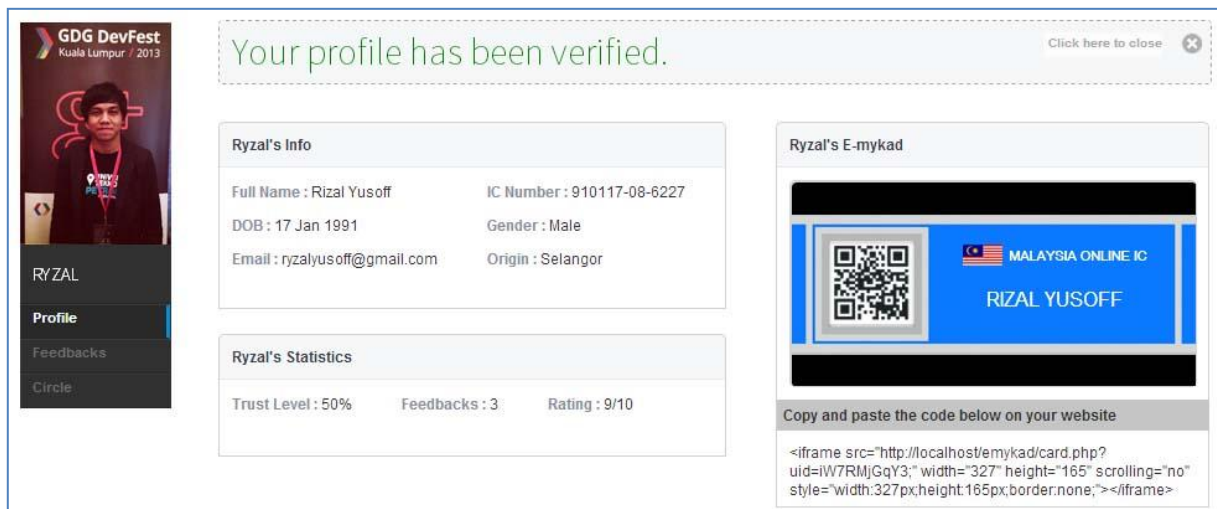 GDG DevFest
Kuala Lumpur / 2013
RYZAL
Profile
Feedbacks
Circle
Your profile has been verified.
Click here to close
Ryzal's Info
Full Name : Rizal Yusoff
IC Number : 910117-08-6227
DOB : 17 Jan 1991
Gender : Male
Email : ryzalyusoff@gmail.com
Origin : Selangor
Ryzal's Statistics
Trust Level : 50%
Feedbacks : 3
Rating : 9/10
Ryzal's E-mykad
MALAYSIA ONLINE IC
RIZAL YUSOFF
Copy and paste the code below on your website
<iframe src="http://localhost/emykad/card.php?
uid=iW7RMjGqY3;" width="327" height="165" scrolling="no"
style="width:327px;height:165px;border:none;"></iframe>